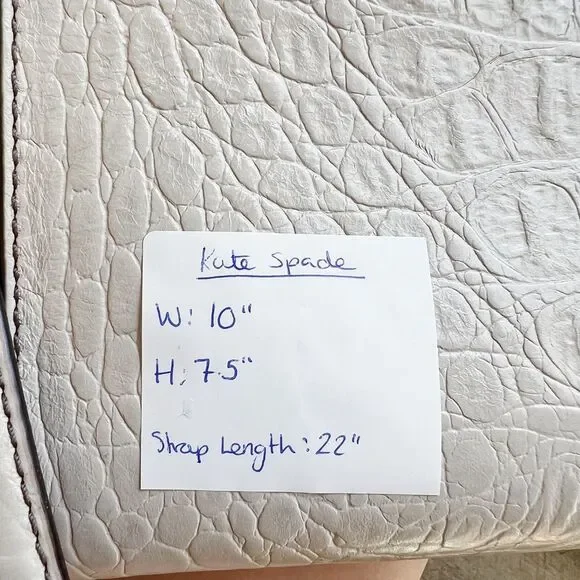 Kate Spade
W: 10"
H: 7.5"
Strap Length: 22"